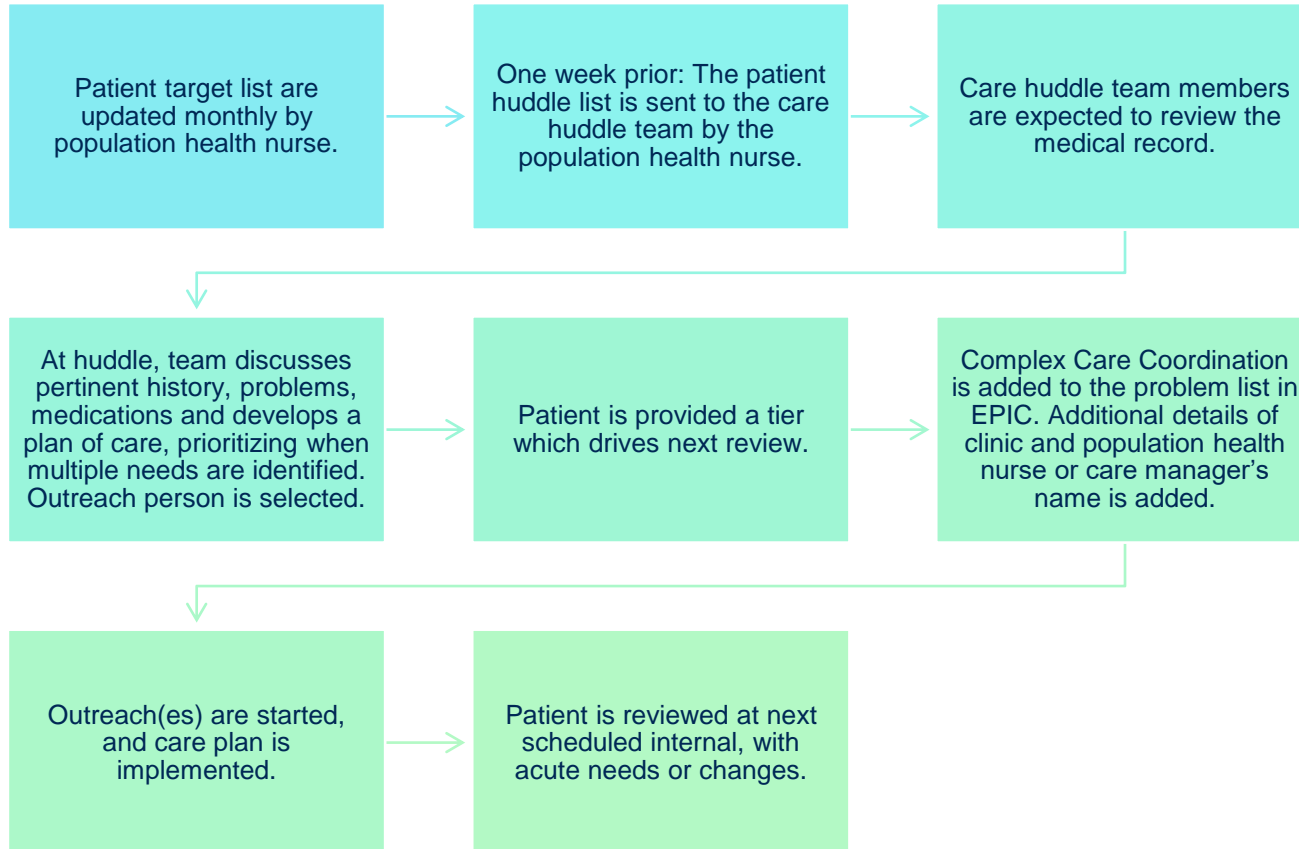 Patient target list are
updated monthly by
population health nurse.
One week prior: The patient
huddle list is sent to the care
huddle team by the
population health nurse.
Care huddle team members
are expected to review the
medical record.
At huddle, team discusses
pertinent history, problems,
medications and develops a
plan of care, prioritizing when
multiple needs are identified.
Outreach person is selected.
Patient is provided a tier
which drives next review.
Complex Care Coordination
is added to the problem list in
EPIC. Additional details of
clinic and population health
nurse or care manager’s
name is added.
Outreach(es) are started,
and care plan is
implemented.
Patient is reviewed at next
scheduled internal, with
acute needs or changes.